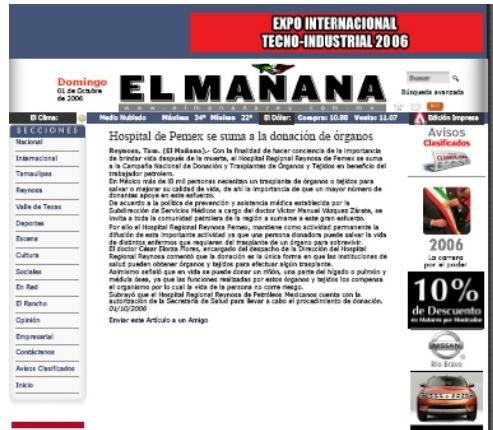 EXPO INTERNACIONAL
TECNO-INDUSTRIAL 2006
Domingo
01 de Octubre
de 2006
EL MAÑANA
www.elmananarey.com.mx
Buscar
Búsqueda avanzada
El Clima:
Medio Nublado Máxima: 34° Mínima: 22° El Dólar: Compra: 10.88 Venta: 11.07
Edición Impresa
SECCIONES
Nacional
Internacional
Tamaulipas
Reynosa
Valle de Texas
Deportes
Escena
Cultura
Sociales
En Red
El Rancho
Opinión
Empresarial
Contáctenos
Avisos Clasificados
Inicio
Hospital de Pemex se suma a la donación de órganos
Reynosa, Tam. (El Mañana).- Con la finalidad de hacer conciencia de la importancia
de brindar vida después de la muerte, el Hospital Regional Reynosa de Pemex se suma
a la Campaña Nacional de Donación y Trasplantes de Órganos y Tejidos en beneficio del
trabajador petrolero.
En México más de 10 mil personas necesitan un trasplante de órganos o tejidos para
salvar o mejorar su calidad de vida, de ahí la importancia de que un mayor número de
donantes apoye en este esfuerzo.
De acuerdo a la política de prevención y asistencia médica establecida por la
Subdirección de Servicios Médicos a cargo del doctor Víctor Manuel Vázquez Zárate, se
invita a toda la comunidad petrolera de la región a sumarse a este gran esfuerzo.
Por ello el Hospital Regional Reynosa Pemex, mantiene como actividad permanente la
difusión de esta importante actividad ya que una persona donadora puede salvar la vida
de distintos enfermos que requieren del trasplante de un órgano para sobrevivir.
El doctor César Elorza Flores, encargado del despacho de la Dirección del Hospital
Regional Reynosa comentó que la donación es la única forma en que las instituciones de
salud pueden obtener órganos y tejidos para efectuar algún trasplante.
Asimismo señaló que en vida se puede donar un riñón, una parte del hígado o pulmón y
médula ósea, ya que las funciones realizadas por estos órganos y tejidos los compensa
el organismo por lo cual la vida de la persona no corre riesgo.
Subrayó que el Hospital Regional Reynosa de Petróleos Mexicanos cuenta con la
autorización de la Secretaría de Salud para llevar a cabo el procedimiento de donación.
01/10/2006
Enviar este Artículo a un Amigo
Avisos
Clasificados
2006
La carrera
por el poder
10%
de Descuento
en Motores por Mostrador
NISSAN
Río Bravo